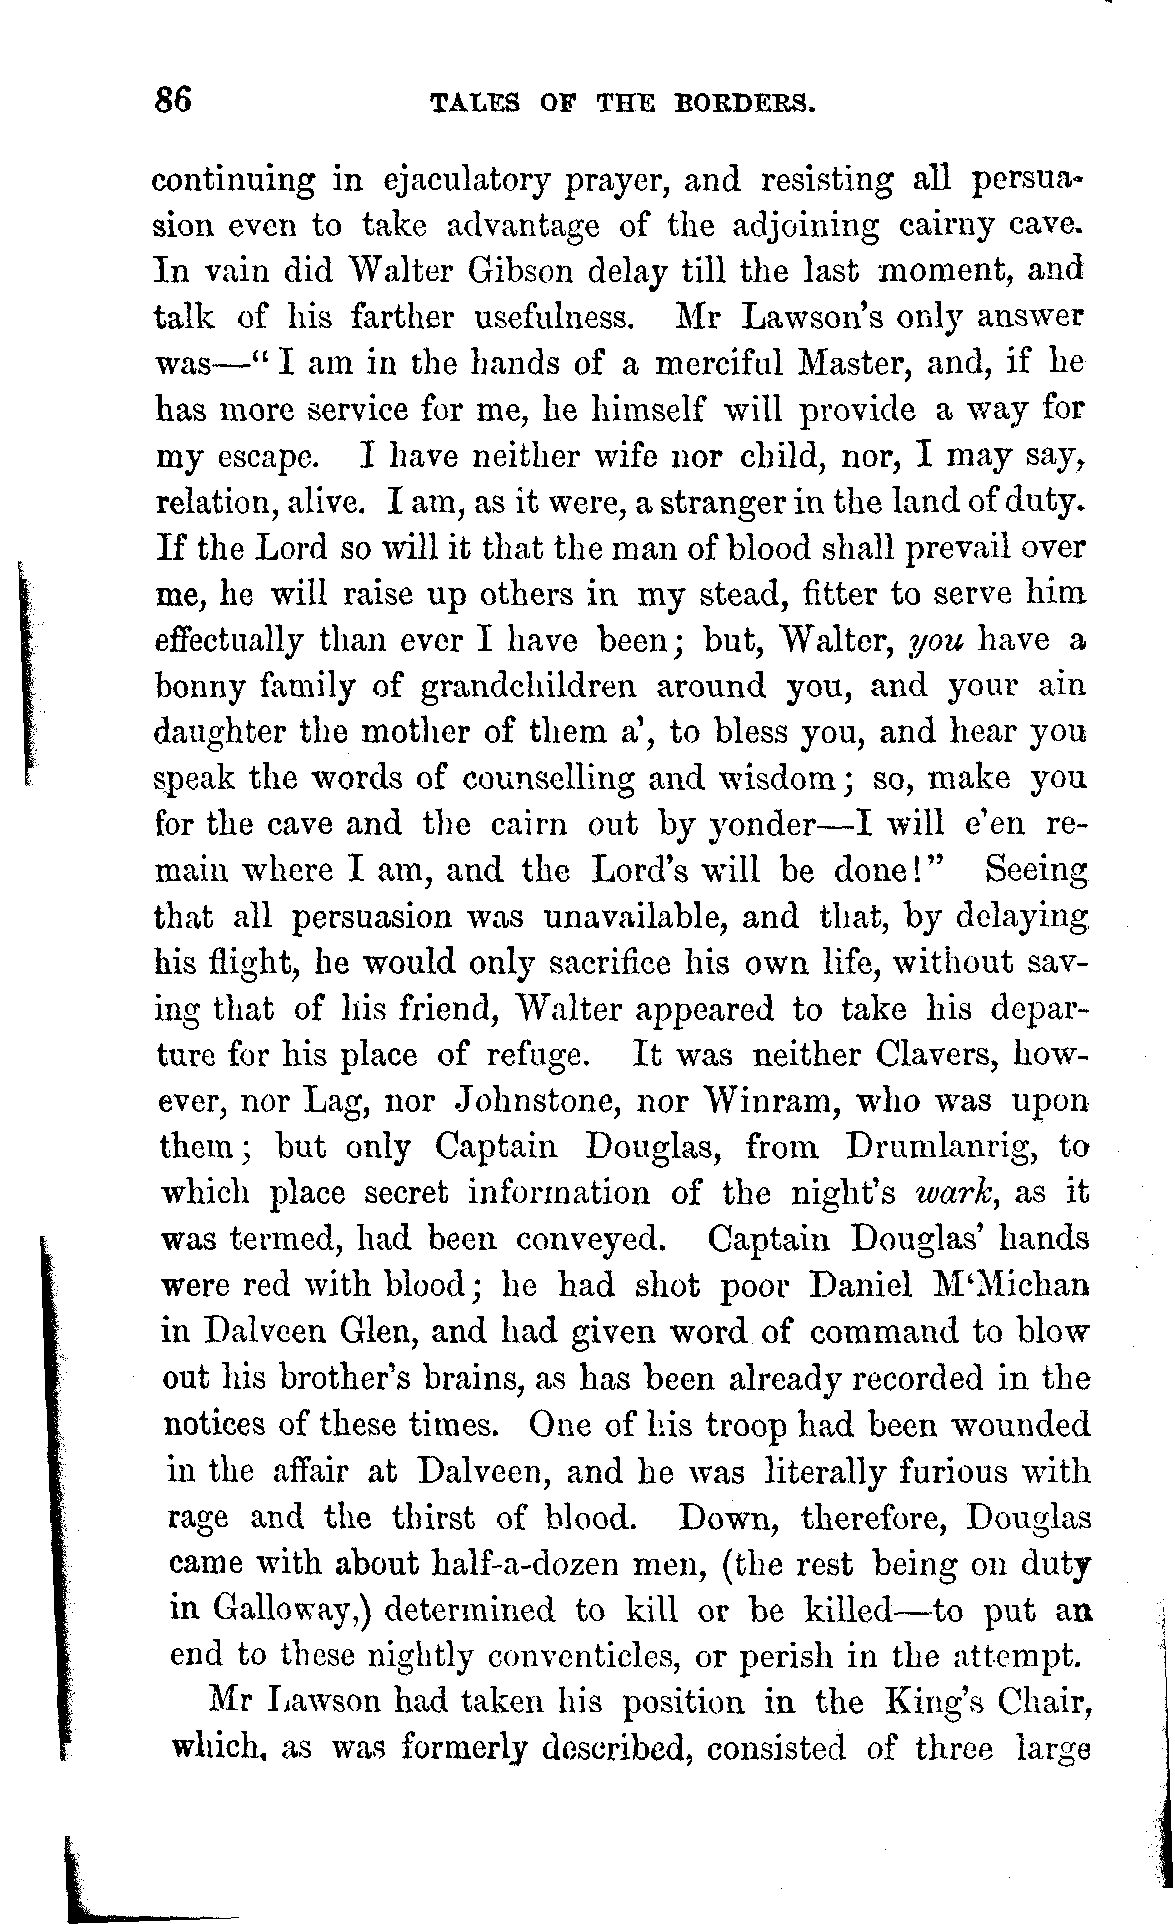 86 TALES OF THE BORDERS.
continuing in ejaculatory prayer, and resisting all persua-
sion even to take advantage of the adjoining cairny cave.
In vain did Walter Gibson delay till the last moment, and
talk of his farther usefulness. Mr Lawson's only answer
was—“I am in the hands of a merciful Master, and, if he
has more service for me, he himself will provide a way for
my escape. I have neither wife nor child, nor, I may say,
relation, alive. I am, as it were, a stranger in the land of duty.
If the Lord so will it that the man of blood shall prevail over
me, he will raise up others in my stead, fitter to serve him
effectually than ever I have been; but, Walter, you have a
bonny family of grandchildren around you, and your ain
daughter the mother of them a', to bless you, and hear you
speak the words of counselling and wisdom; so, make you
for the cave and the cairn out by yonder—I will e'en re-
main where I am, and the Lord's will be done!” Seeing
that all persuasion was unavailable, and that, by delaying
his flight, he would only sacrifice his own life, without sav-
ing that of his friend, Walter appeared to take his depar-
ture for his place of refuge. It was neither Clavers, how-
ever, nor Lag, nor Johnstone, nor Winram, who was upon
them; but only Captain Douglas, from Drumlanrig, to
which place secret information of the night's wark, as it
was termed, had been conveyed. Captain Douglas' hands
were red with blood; he had shot poor Daniel M‘Michan
in Dalveen Glen, and had given word of command to blow
out his brother's brains, as has been already recorded in the
notices of these times. One of his troop had been wounded
in the affair at Dalveen, and he was literally furious with
rage and the thirst of blood. Down, therefore, Douglas
came with about half-a-dozen men, (the rest being on duty
in Galloway,) determined to kill or be killed—to put an
end to these nightly conventicles, or perish in the attempt.
Mr Lawson had taken his position in the King's Chair,
which, as was formerly described, consisted of three large